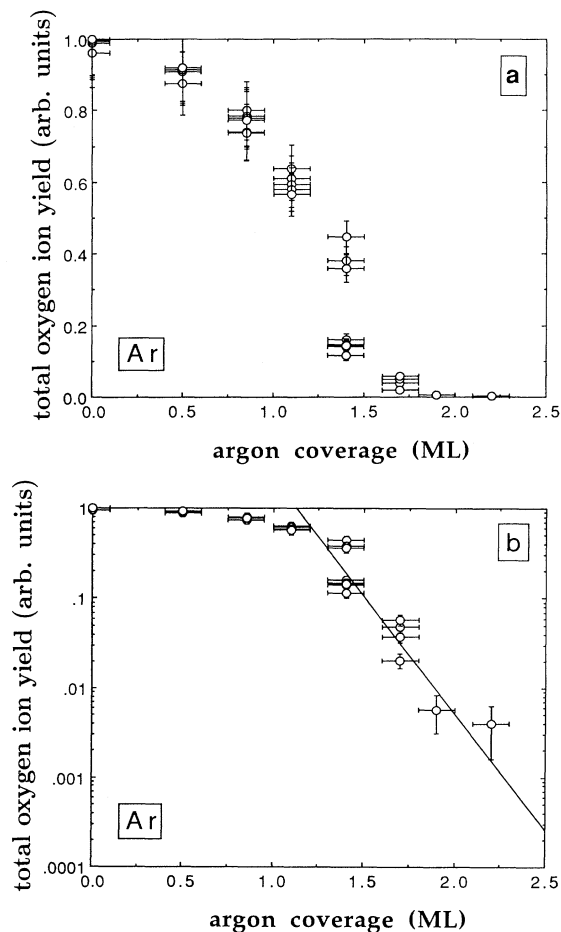 total oxygen ion yield (arb. units)
1.0
0.8
0.6
0.4
0.2
0.0
a
Ar
0.0 0.5 1.0 1.5 2.0 2.5
argon coverage (ML)
total oxygen ion yield (arb. units)
1
.1
.01
.001
.0001
b
Ar
0.0 0.5 1.0 1.5 2.0 2.5
argon coverage (ML)